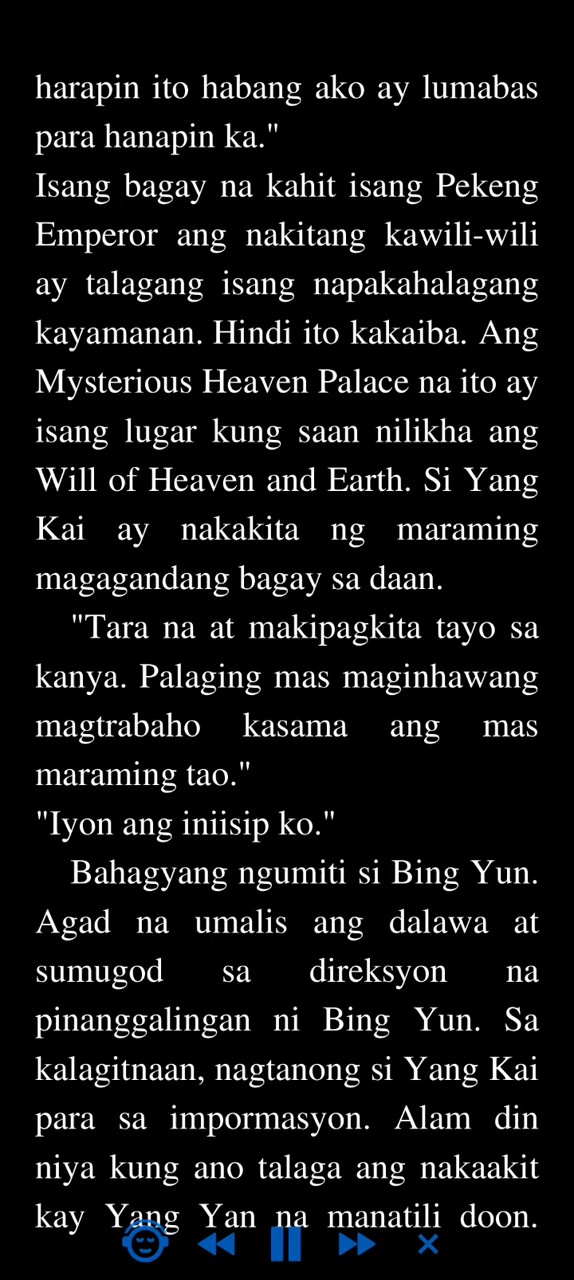 harapin ito habang ako ay lumabas
para hanapin ka."
Isang bagay na kahit isang Pekeng
Emperor ang nakitang kawili-wili
ay talagang isang napakahalagang
kayamanan. Hindi ito kakaiba. Ang
Mysterious Heaven Palace na ito ay
isang lugar kung saan nilikha ang
Will of Heaven and Earth. Si Yang
Kai ay nakakita ng maraming
magagandang bagay sa daan.
"Tara na at makipagkita tayo sa
kanya. Palaging mas maginhawang
magtrabaho kasama ang mas
maraming tao."
"Iyon ang iniisip ko."
Bahagyang ngumiti si Bing Yun.
Agad na umalis ang dalawa at
sumugod sa direksyon na
pinanggalingan ni Bing Yun. Sa
kalagitnaan, nagtanong si Yang Kai
para sa impormasyon. Alam din
niya kung ano talaga ang nakaakit
kay Yang Yan na manatili doon.